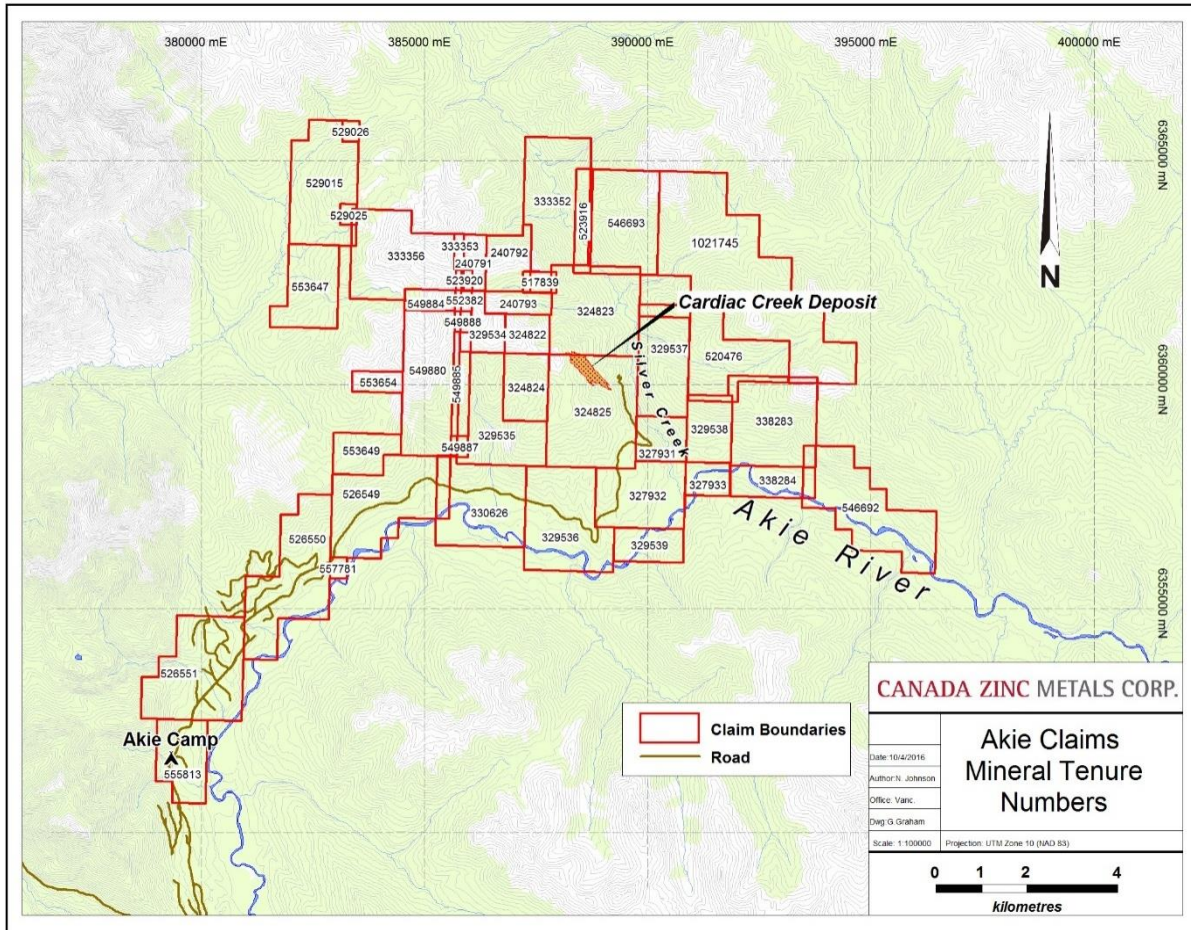 380000 mE
385000 mE
390000 mE
395000 mE
400000 mE
6365000 mN
6360000 mN
6355000 mN
N
529026
529015
529025
553647
333356
333352
523916
546693
1021745
333353
240791
240792
523920
517839
549884
552382
240793
549888
329534
324822
324823
Cardiac Creek Deposit
Silver Creek
329537
520476
549880
549885
553654
324824
324825
338283
329538
329535
549887
327931
553649
526549
327932
327933
338284
546692
330626
329536
329539
Akie River
526550
557781
526551
Akie Camp
555813
Claim Boundaries
Road
CANADA ZINC METALS CORP.
Akie Claims
Mineral Tenure
Numbers
Date:10/4/2016
Author:N. Johnson
Office: Vanc.
Dwg:G.Graham
Scale: 1:100000
Projection: UTM Zone 10 (NAD 83)
0 1 2 4
kilometres